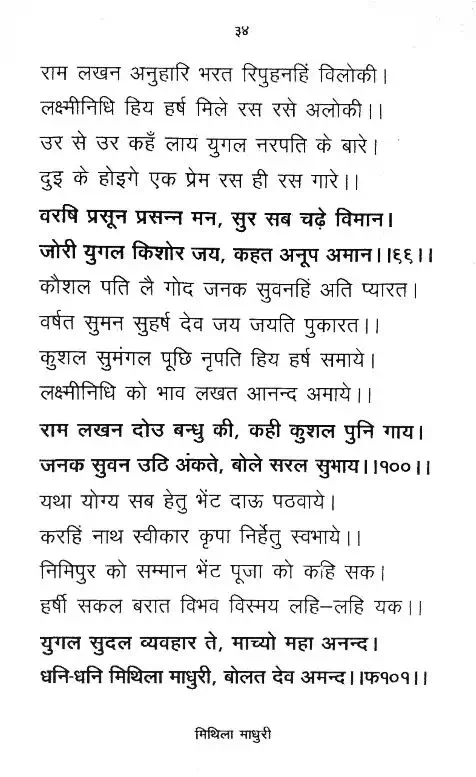 ३४
राम लखन अनुहारि भरत रिपुहनहिं विलोकी।
लक्ष्मीनिधि हिय हर्ष मिले रस रसे अलोकी।।
उर से उर कहँ लाय युगल नरपति के बारे।
दुइ के होइगे एक प्रेम रस ही रस गारे।।
वरषि प्रसून प्रसन्न मन, सुर सब चढ़े विमान।
जोरी युगल किशोर जय, कहत अनूप अमान।।६६।।
कौशल पति लै गोद जनक सुवनहिं अति प्यारत।
वर्षत सुमन सुहर्ष देव जय जयति पुकारत।।
कुशल सुमंगल पूछि नृपति हिय हर्ष समाये।
लक्ष्मीनिधि को भाव लखत आनन्द अमाये।।
राम लखन दोउ बन्धु की, कही कुशल पुनि गाय।
जनक सुवन उठि अंकते, बोले सरल सुभाय।।१००।।
यथा योग्य सब हेतु भेंट दाऊ पठवाये।
करहिं नाथ स्वीकार कृपा निर्हेतु स्वभाये।।
निमिपुर को सम्मान भेंट पूजा को कहि सक।
हर्षी सकल बरात विभव विस्मय लहि–लहि यक।।
युगल सुदल व्यवहार ते, माच्यो महा अनन्द।
धनि-धनि मिथिला माधुरी, बोलत देव अमन्द।।फ१०१।।
मिथिला माधुरी